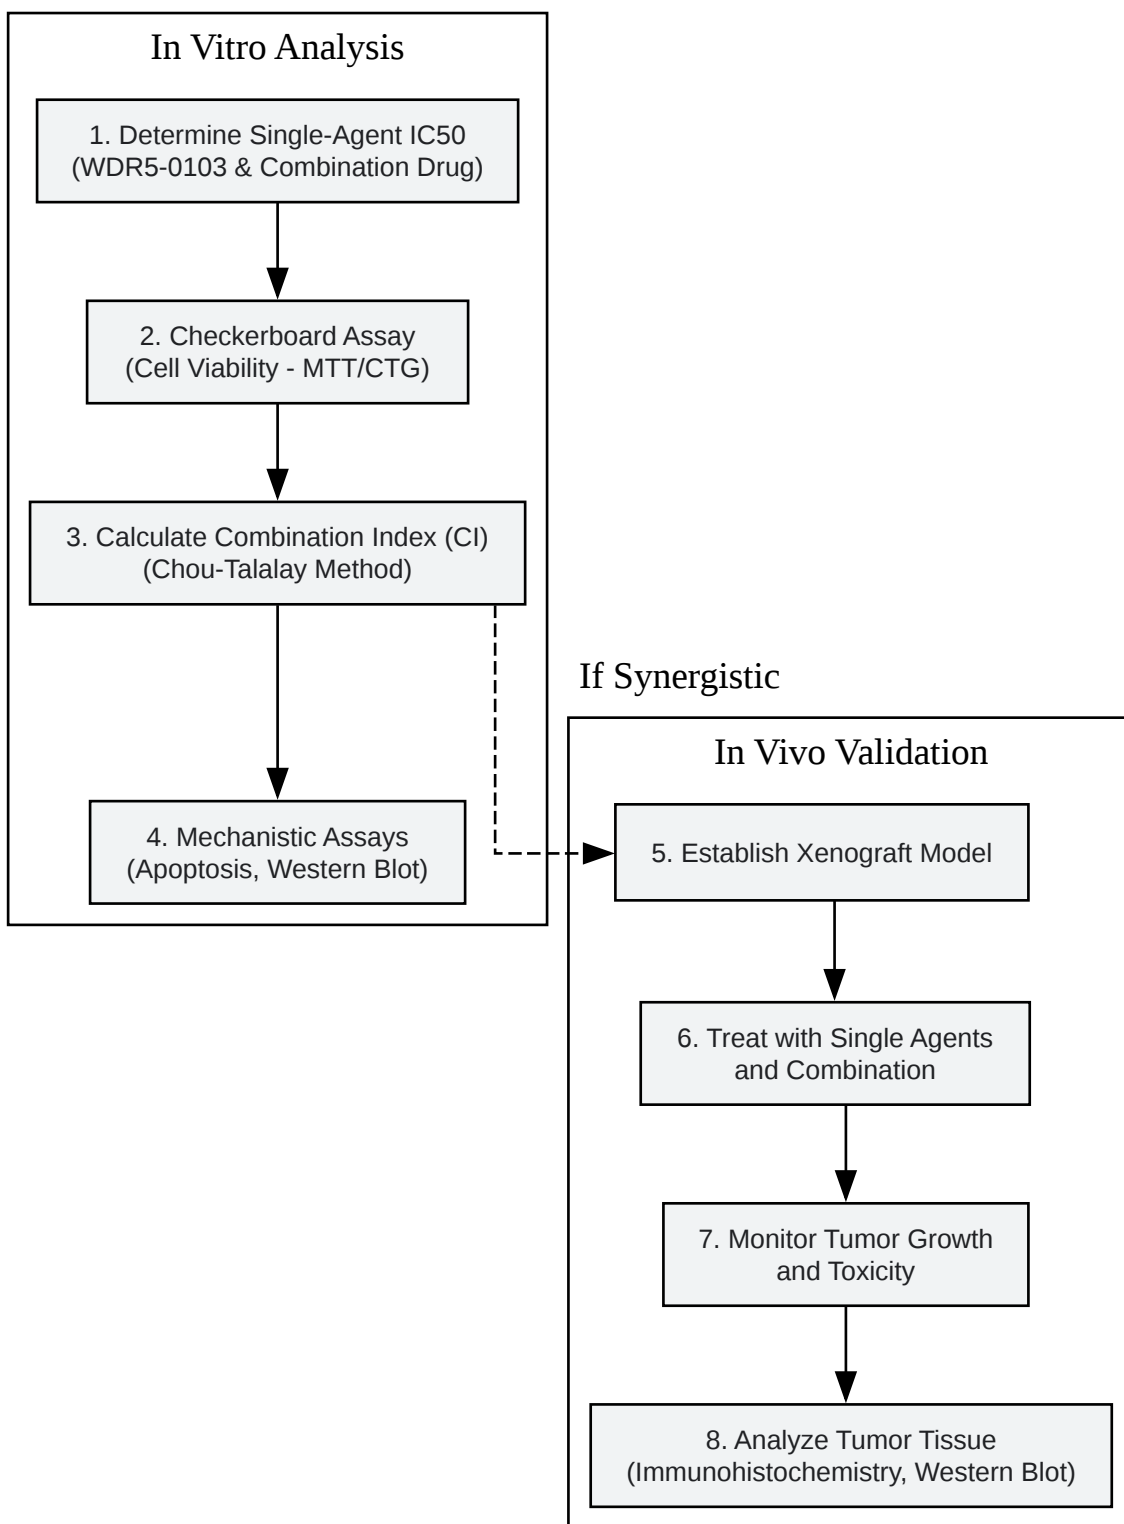 In Vitro Analysis
1. Determine Single-Agent IC50
(WDR5-0103 & Combination Drug)
2. Checkerboard Assay
(Cell Viability - MTT/CTG)
3. Calculate Combination Index (CI)
(Chou-Talalay Method)
4. Mechanistic Assays
(Apoptosis, Western Blot)
If Synergistic
In Vivo Validation
5. Establish Xenograft Model
6. Treat with Single Agents
and Combination
7. Monitor Tumor Growth
and Toxicity
8. Analyze Tumor Tissue
(Immunohistochemistry, Western Blot)